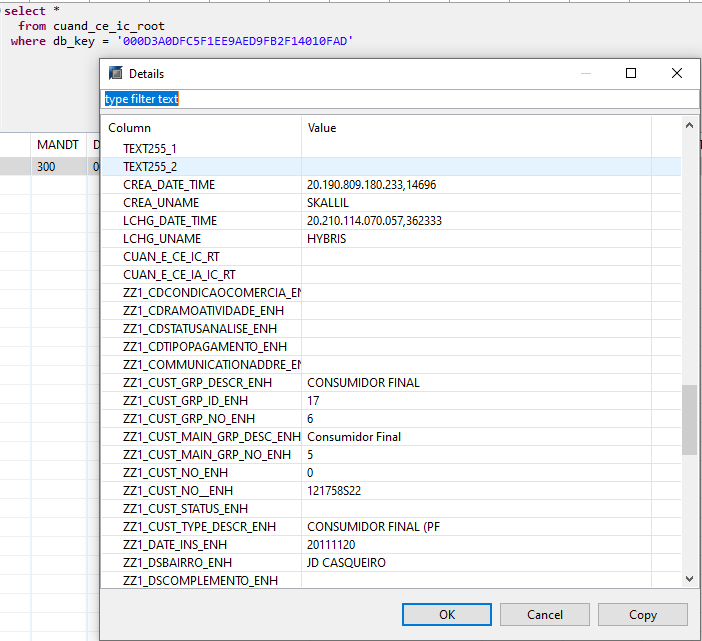 select *
from cuand_ce_ic_root
where db_key = '000D3A0DFC5F1EE9AED9FB2F14010FAD'
Details
type filter text
Column Value
MANDT D
300 00
TEXT255_1
TEXT255_2
CREA_DATE_TIME 20.190.809.180.233,14696
CREA_UNAME SKALLIL
LCHG_DATE_TIME 20.210.114.070.057,362333
LCHG_UNAME HYBRIS
CUAN_E_CE_IC_RT
CUAN_E_CE_IA_IC_RT
ZZ1_CDCONDICAOCOMERCIA_EN
ZZ1_CDRAMOATIVIDADE_ENH
ZZ1_CDSTATUSANALISE_ENH
ZZ1_CDTIPOPAGAMENTO_ENH
ZZ1_COMMUNICATIONADDRE_EN
ZZ1_CUST_GRP_DESCR_ENH CONSUMIDOR FINAL
ZZ1_CUST_GRP_ID_ENH 17
ZZ1_CUST_GRP_NO_ENH 6
ZZ1_CUST_MAIN_GRP_DESC_ENH Consumidor Final
ZZ1_CUST_MAIN_GRP_NO_ENH 5
ZZ1_CUST_NO_ENH 0
ZZ1_CUST_NO__ENH 121758S22
ZZ1_CUST_STATUS_ENH
ZZ1_CUST_TYPE_DESCR_ENH CONSUMIDOR FINAL (PF
ZZ1_DATE_INS_ENH 20111120
ZZ1_DSBAIRRO_ENH JD CASQUEIRO
ZZ1_DSCOMPLEMENTO_ENH
OK Cancel Copy